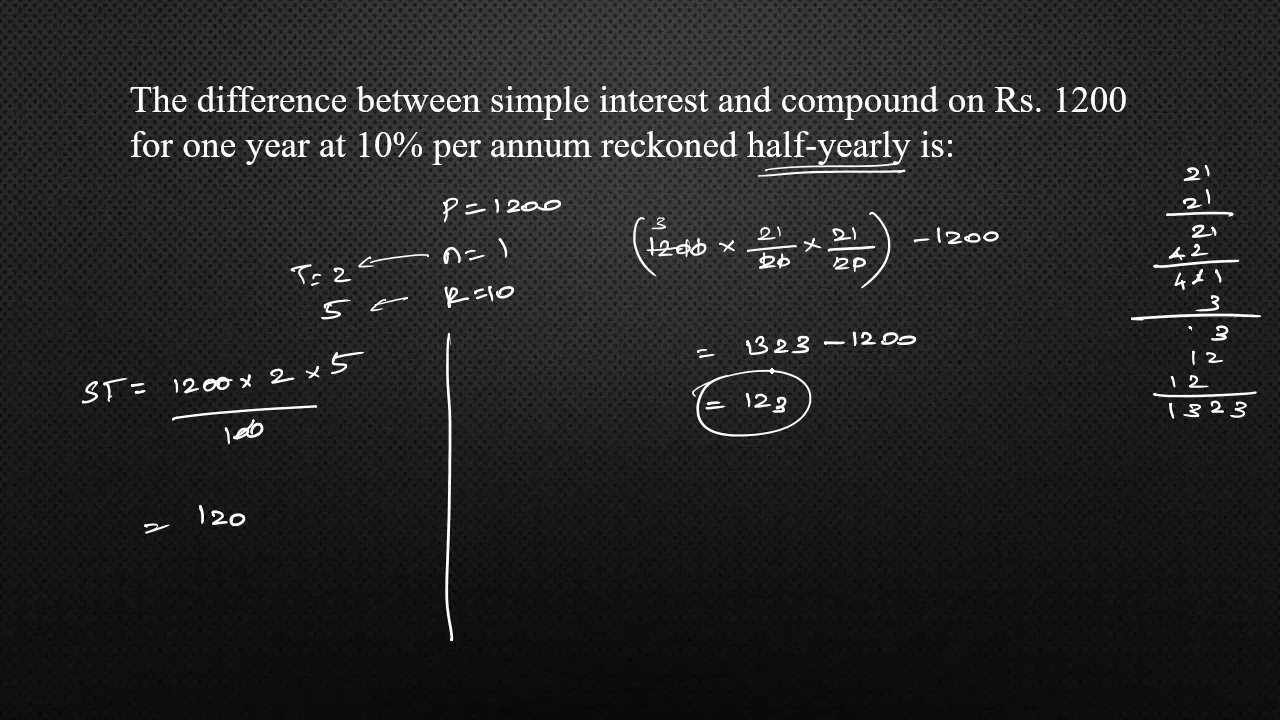 The difference between simple interest and compound on Rs. 1200
for one year at 10% per annum reckoned half-yearly is:
P = 1200
n = 1
T = 2
R = 10
5
SI = 1200 × 2 × 5
100
= 120
3
(1200 × 21/20 × 21/20) - 1200
= 1323 - 1200
= 123
21
21
21
42
441
3
3
12
12
1323